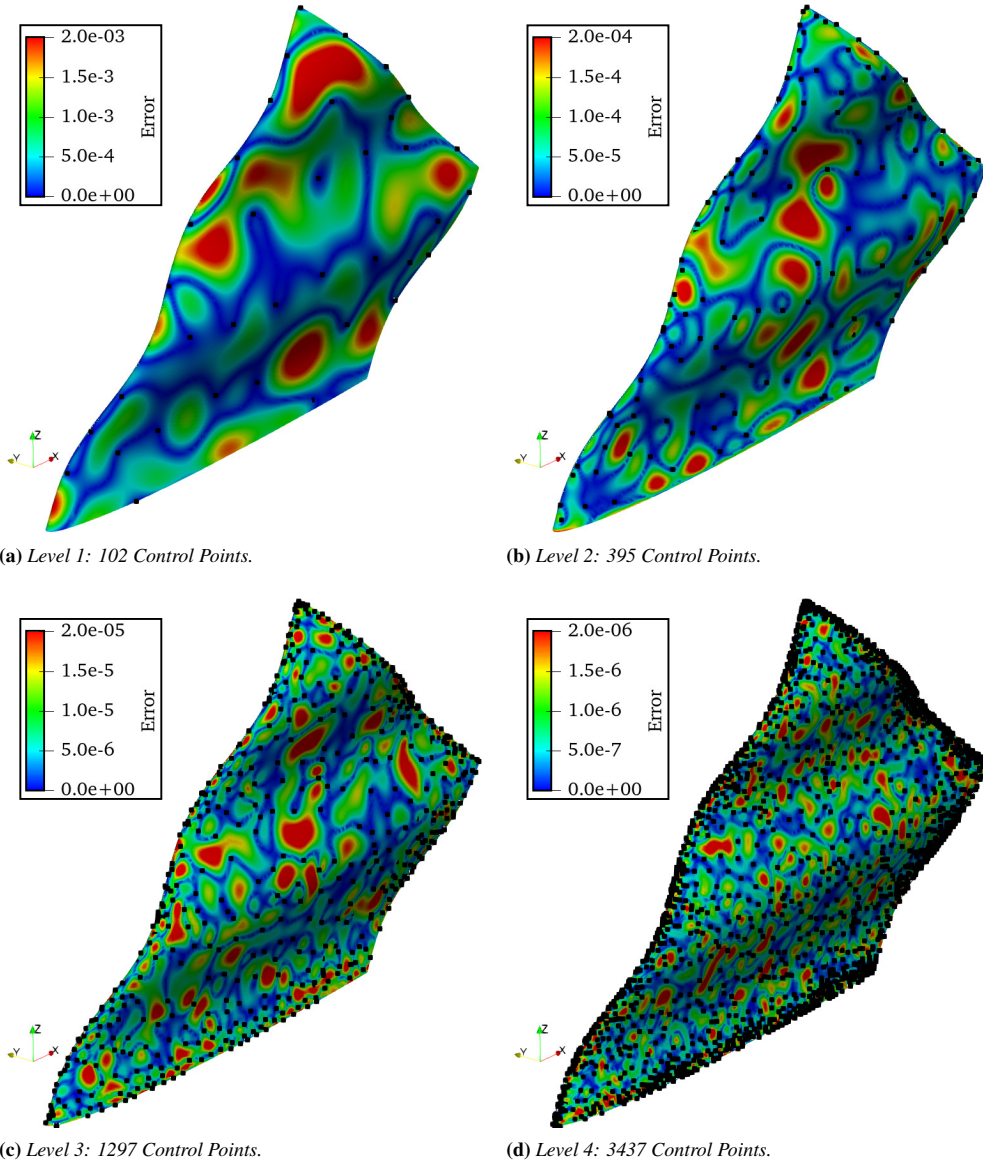 2.0e-03
1.5e-3
1.0e-3
5.0e-4
0.0e+00
Error
Z
Y
X
(a) Level 1: 102 Control Points.
2.0e-04
1.5e-4
1.0e-4
5.0e-5
0.0e+00
Error
Z
Y
X
(b) Level 2: 395 Control Points.
2.0e-05
1.5e-5
1.0e-5
5.0e-6
0.0e+00
Error
Z
Y
X
(c) Level 3: 1297 Control Points.
2.0e-06
1.5e-6
1.0e-6
5.0e-7
0.0e+00
Error
Z
Y
X
(d) Level 4: 3437 Control Points.